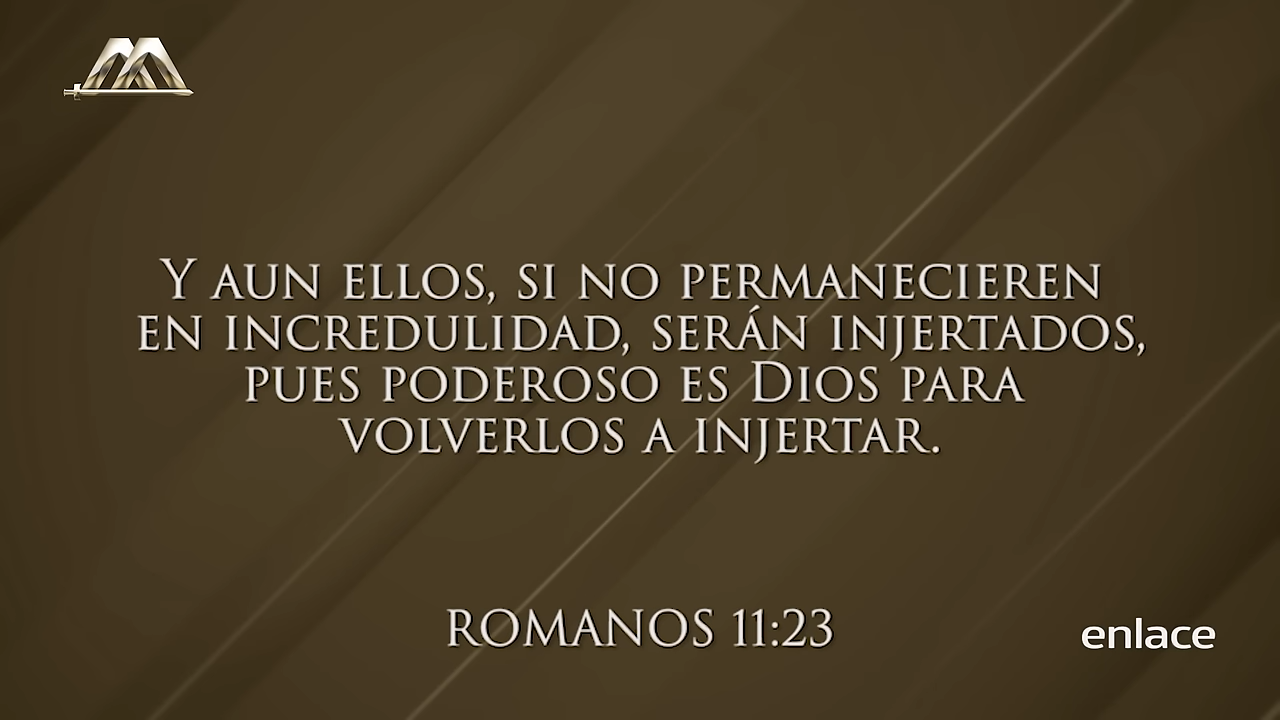 Y AUN ELLOS, SI NO PERMANECIEREN
EN INCREDULIDAD, SERÁN INJERTADOS,
PUES PODEROSO ES DIOS PARA
VOLVERLOS A INJERTAR.
ROMANOS 11:23
enlace